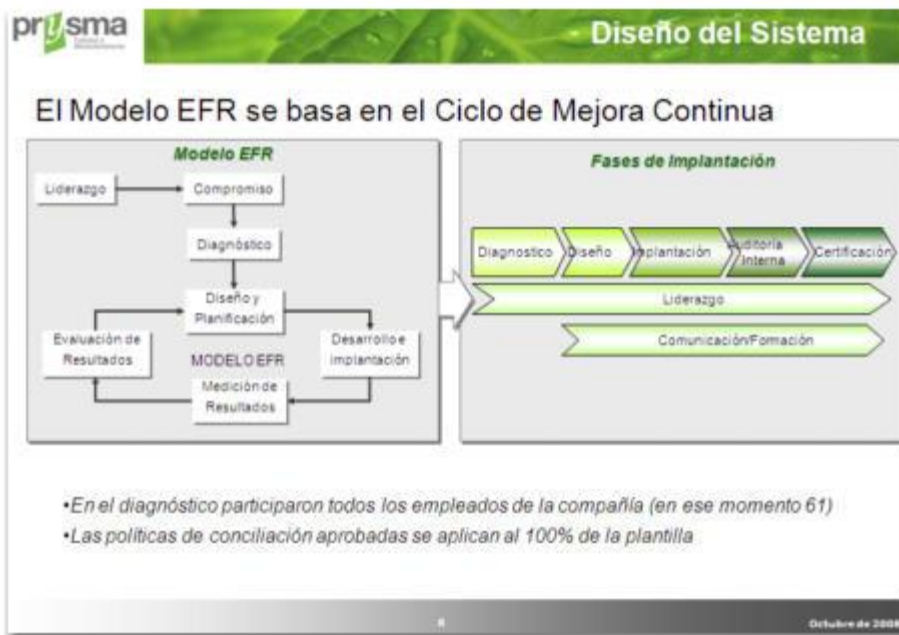 prysma
Diseño del Sistema
El Modelo EFR se basa en el Ciclo de Mejora Continua
Modelo EFR
Liderazgo
Compromiso
Diagnóstico
Diseño y
Planificación
Evaluación de
Resultados
MODELO EFR
Desarrollo e
Implantación
Medición de
Resultados
Fases de Implantación
Diagnostico
Diseño
Implantación
Auditoría
Interna
Certificación
Liderazgo
Comunicación/Formación
•En el diagnóstico participaron todos los empleados de la compañía (en ese momento 61)
•Las políticas de conciliación aprobadas se aplican al 100% de la plantilla
Octubre de 2008